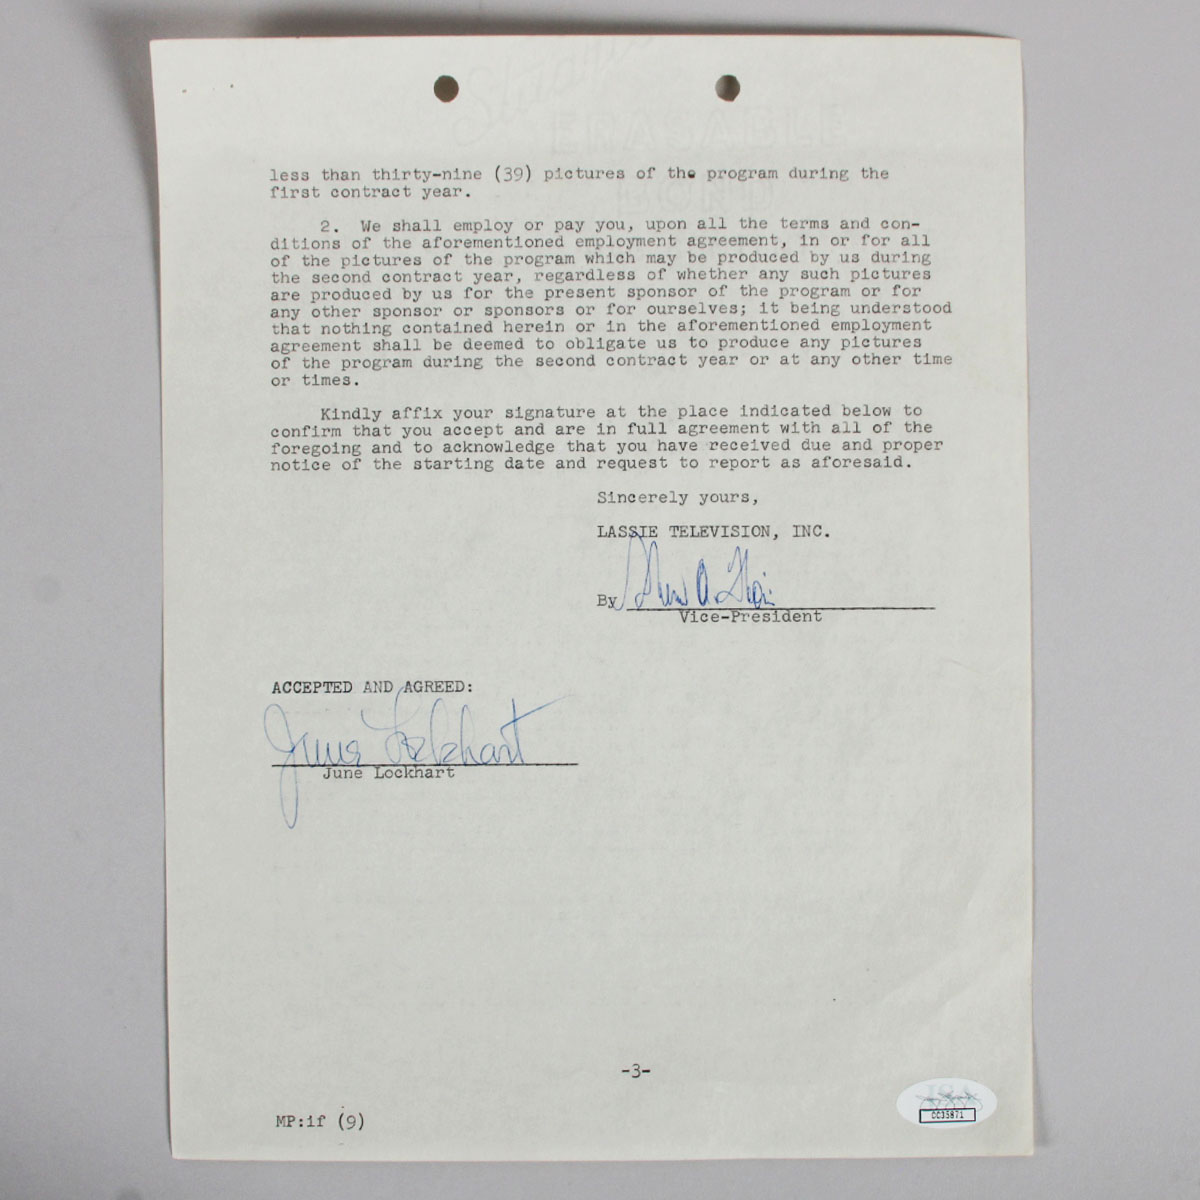 ERASABLE
less than thirty-nine (39) pictures of the program during the
first contract year.
2. We shall employ or pay you, upon all the terms and con-
ditions of the aforementioned employment agreement, in or for all
of the pictures of the program which may be produced by us during
the second contract year, regardless of whether any such pictures
are produced by us for the present sponsor of the program or for
any other sponsor or sponsors or for ourselves; it being understood
that nothing contained herein or in the aforementioned employment
agreement shall be deemed to obligate us to produce any pictures
of the program during the second contract year or at any other time
or times.
Kindly affix your signature at the place indicated below to
confirm that you accept and are in full agreement with all of the
foregoing and to acknowledge that you have received due and proper
notice of the starting date and request to report as aforesaid.
Sincerely yours,
LASSIE TELEVISION, INC.
By
Vice-President
ACCEPTED AND AGREED:
June Lockhart
June Lockhart
-3-
MP:lf (9)
JSA
CC35871